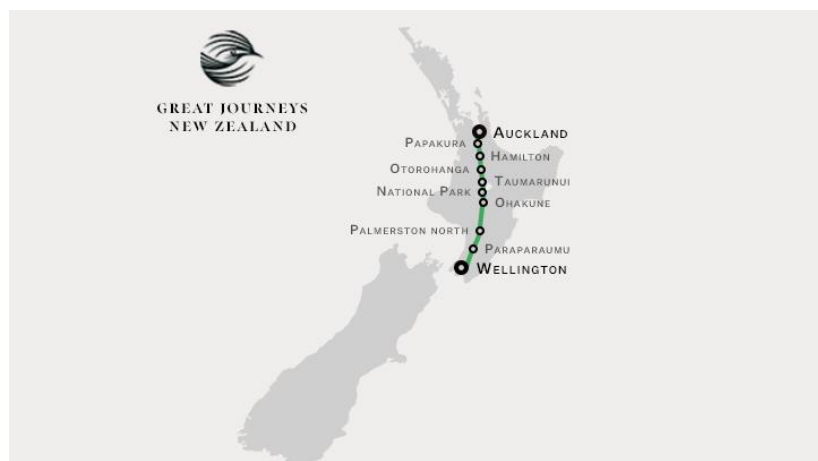 GREAT JOURNEYS
NEW ZEALAND
AUCKLAND
PAPAKURA
HAMILTON
OTOROHANGA
TAUMARUNUI
NATIONAL PARK
OHAKUNE
PALMERSTON NORTH
PARAPARAUMU
WELLINGTON